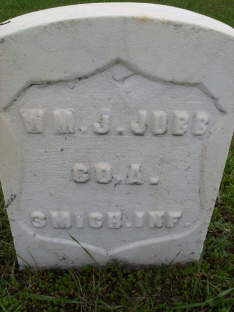 WM. J. JUBB
CO. A.
3 MICH. INF.